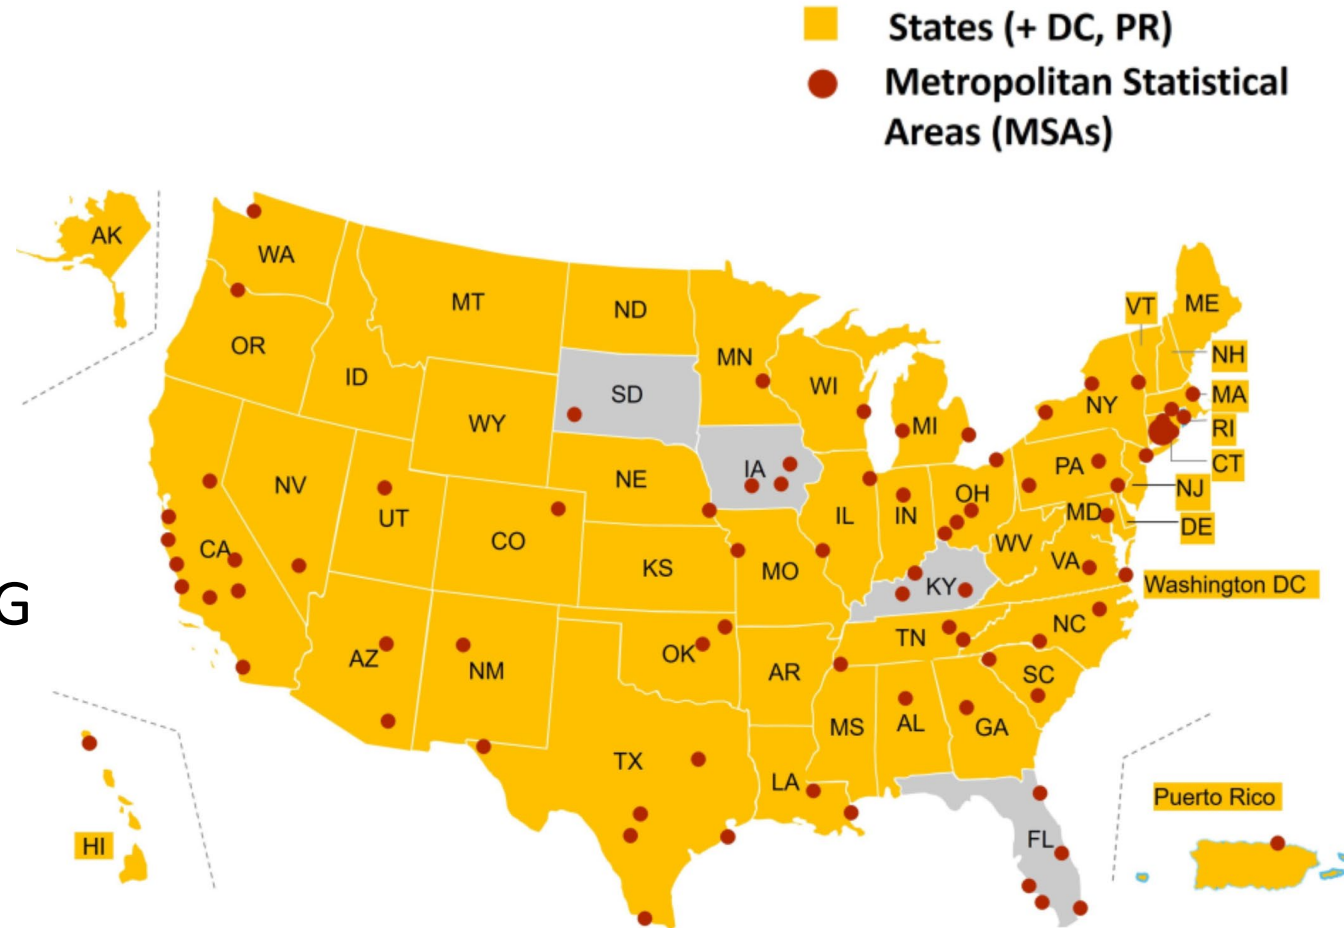 States (+ DC, PR)
Metropolitan Statistical
Areas (MSAs)
AK
WA
MT
ND
MN
VT
ME
OR
ID
SD
WI
NH
WY
MI
NY
MA
RI
IA
PA
CT
NV
NE
OH
NJ
UT
IL
IN
MD
DE
CO
CA
WV
KS
MO
VA
KY
Washington DC
G
NC
TN
AZ
OK
NM
AR
SC
MS
AL
GA
TX
LA
Puerto Rico
FL
HI